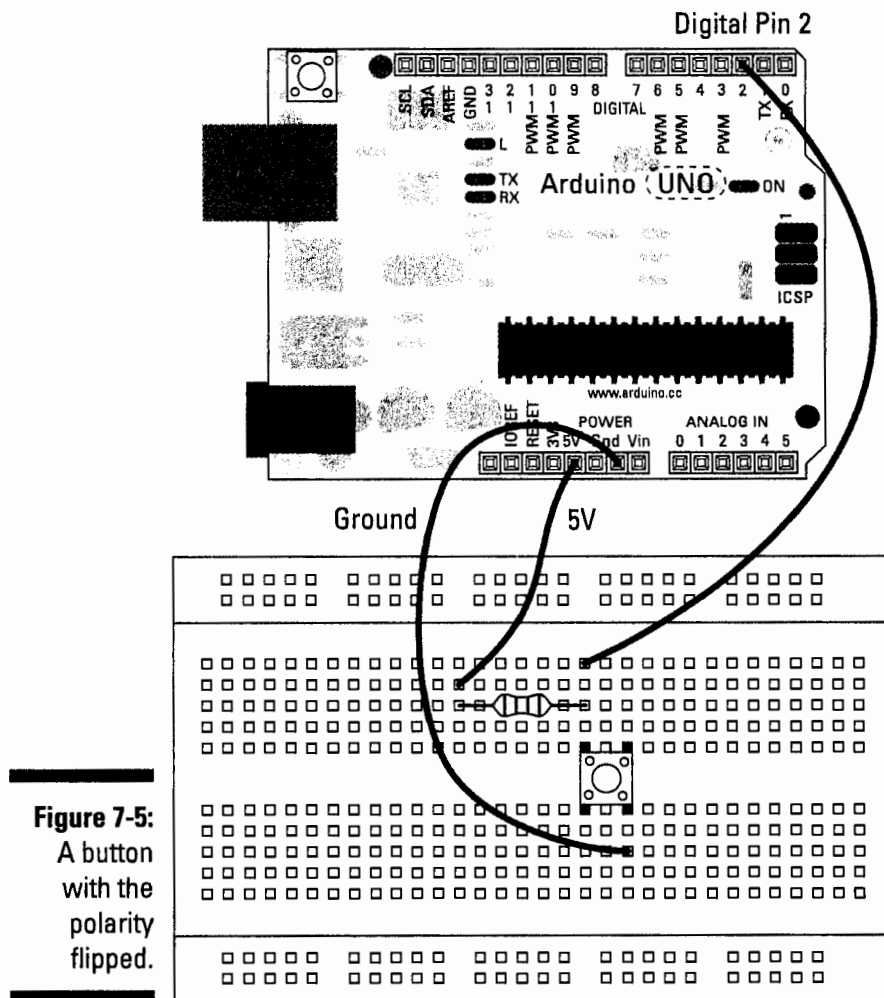 Digital Pin 2
SCL
SDA
AREF
GND
13
12
11
10
9
8
7
6
5
4
3
2
1
0
DIGITAL
PWM
PWM
PWM
PWM
PWM
PWM
TX
L
TX
RX
Arduino UNO
ON
1
ICSP
www.arduino.cc
RESET
5V
POWER
Gnd
Vin
ANALOG IN
0 1 2 3 4 5
Ground
5V
Figure 7-5:
A button
with the
polarity
flipped.